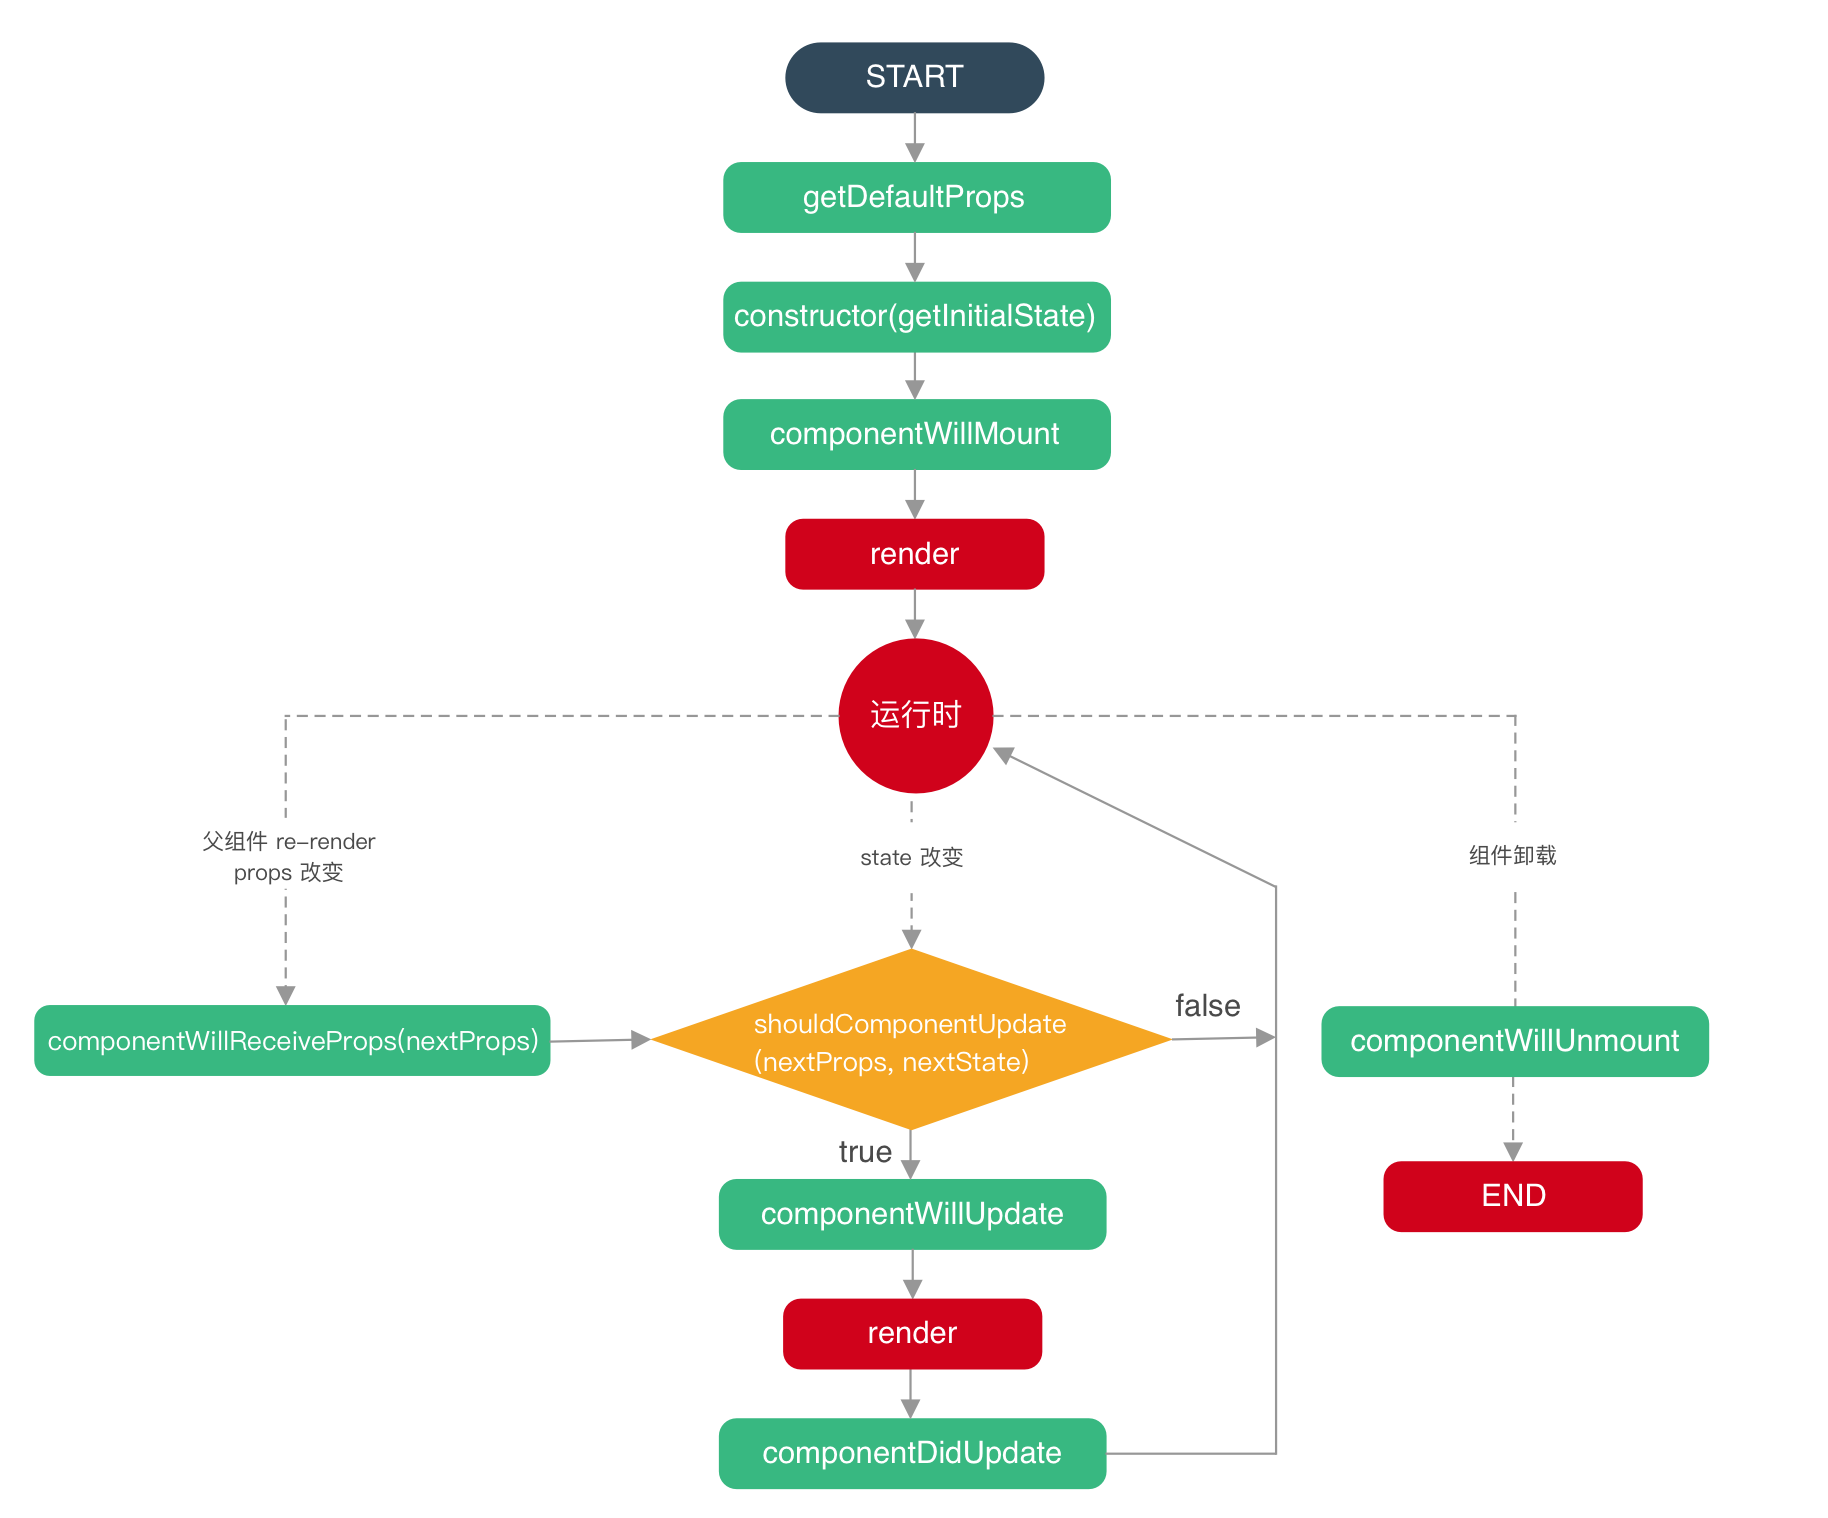 START
getDefaultProps
constructor(getInitialState)
componentWillMount
render
运行时
父组件 re-render
props 改变
state 改变
组件卸载
componentWillReceiveProps(nextProps)
shouldComponentUpdate
(nextProps, nextState)
false
componentWillUnmount
true
componentWillUpdate
END
render
componentDidUpdate